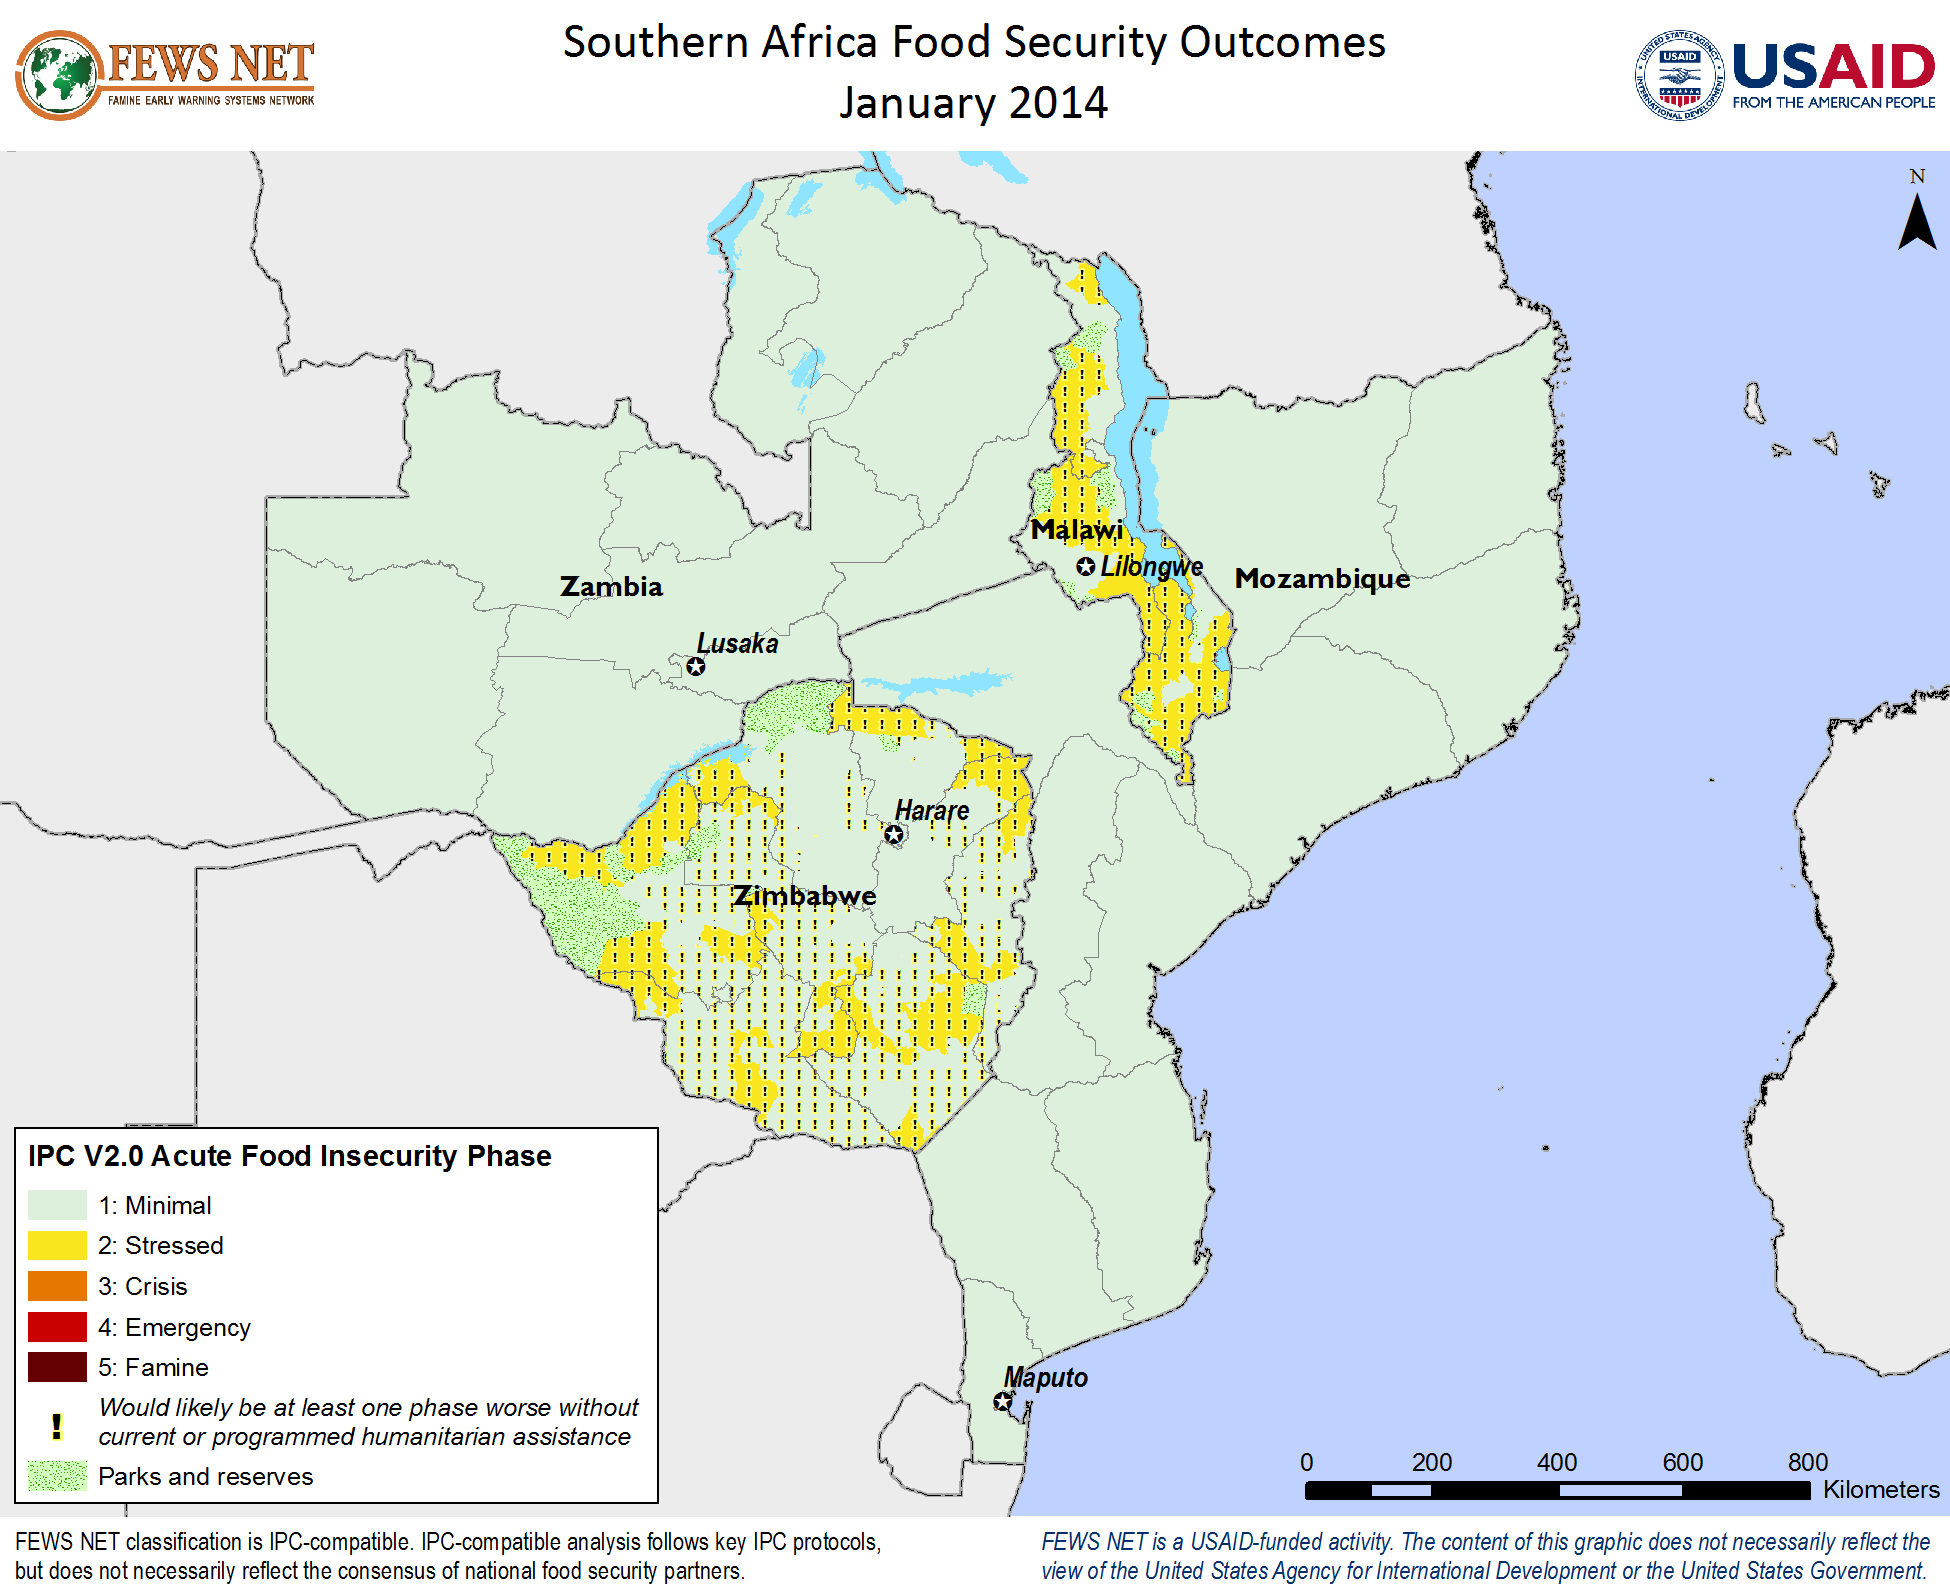 FEWS NET
FAMINE EARLY WARNING SYSTEMS NETWORK
Southern Africa Food Security Outcomes
January 2014
UNITED STATES AGENCY
USAID
INTERNATIONAL DEVELOPMENT
USAID
FROM THE AMERICAN PEOPLE
N
Malawi
Lilongwe
Zambia
Mozambique
Lusaka
Harare
Zimbabwe
Maputo
IPC V2.0 Acute Food Insecurity Phase
1: Minimal
2: Stressed
3: Crisis
4: Emergency
5: Famine
! Would likely be at least one phase worse without
current or programmed humanitarian assistance
Parks and reserves
0 200 400 600 800
Kilometers
FEWS NET classification is IPC-compatible. IPC-compatible analysis follows key IPC protocols,
but does not necessarily reflect the consensus of national food security partners.
FEWS NET is a USAID-funded activity. The content of this graphic does not necessarily reflect the
view of the United States Agency for International Development or the United States Government.